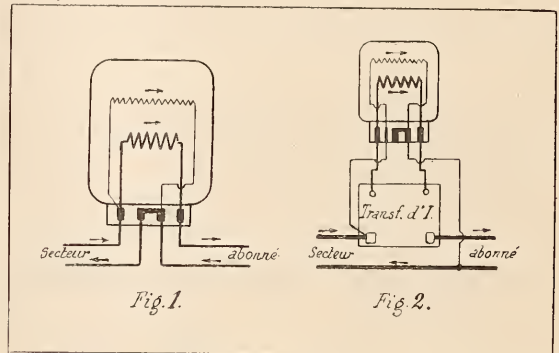 Secteur
abonné
Fig. 1.
Transf. d'I.
Secteur
abonné
Fig. 2.